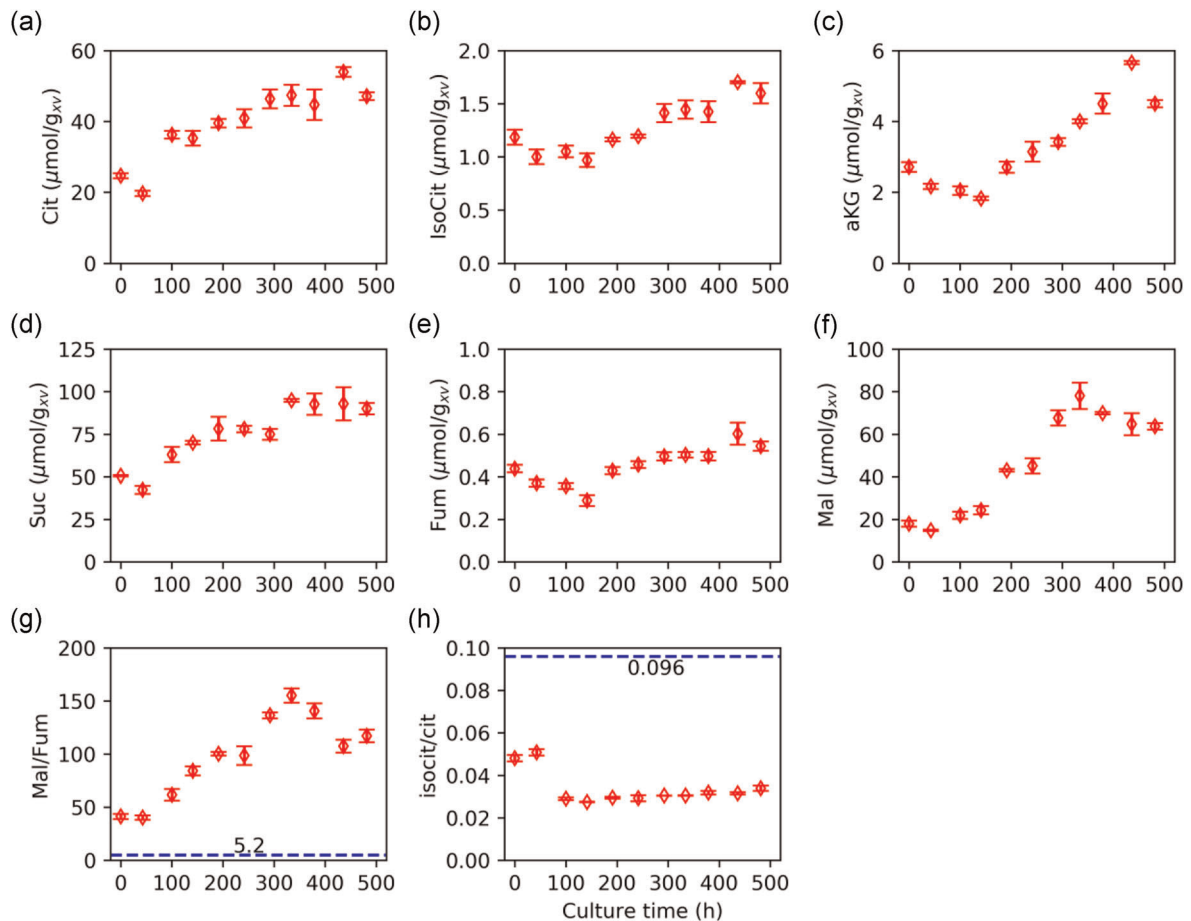 (a)
60
40
20
0
Cit (μmol/g_xv)
0 100 200 300 400 500
(b)
2.0
1.5
1.0
0.5
0.0
IsoCit (μmol/g_xv)
0 100 200 300 400 500
(c)
6
4
2
0
aKG (μmol/g_xv)
0 100 200 300 400 500
(d)
125
100
75
50
25
0
Suc (μmol/g_xv)
0 100 200 300 400 500
(e)
1.0
0.8
0.6
0.4
0.2
0.0
Fum (μmol/g_xv)
0 100 200 300 400 500
(f)
100
80
60
40
20
0
Mal (μmol/g_xv)
0 100 200 300 400 500
(g)
200
150
100
50
0
Mal/Fum
5.2
0 100 200 300 400 500
(h)
0.10
0.08
0.06
0.04
0.02
0.00
isocit/cit
0.096
0 100 200 300 400 500
Culture time (h)